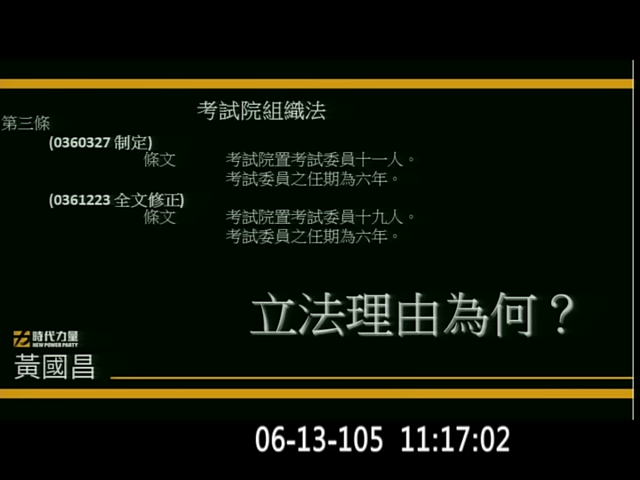 考試院組織法
第三條
(0360327 制定)
條文 考試院置考試委員十一人。
考試委員之任期為六年。
(0361223 全文修正)
條文 考試院置考試委員十九人。
考試委員之任期為六年。
立法理由為何？
時代力量
NEW POWER PARTY
黃國昌
06-13-105 11:17:02